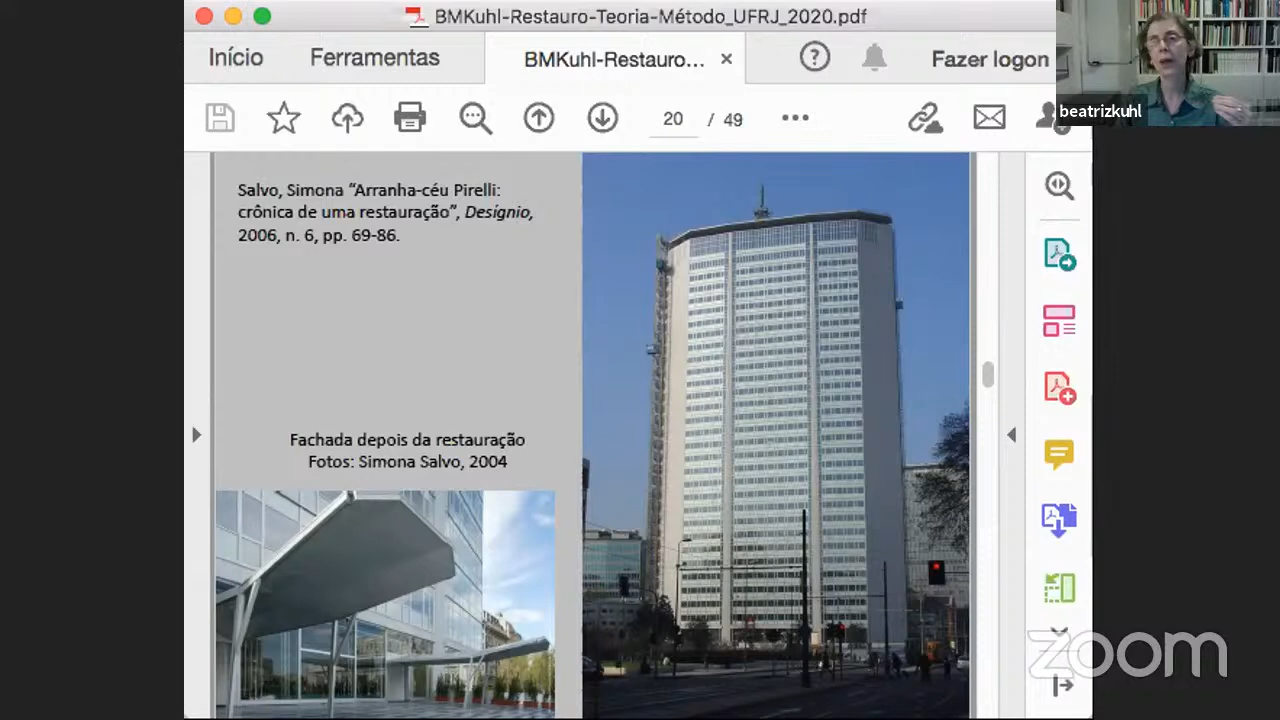 BMKuhl-Restauro-Teoria-Método_UFRJ_2020.pdf
Início
Ferramentas
BMKuhl-Restauro...
Fazer logon
beatrizkuhl
20 / 49
Salvo, Simona “Arranha-céu Pirelli:
crônica de uma restauração”, Desígnio,
2006, n. 6, pp. 69-86.
Fachada depois da restauração
Fotos: Simona Salvo, 2004
zoom